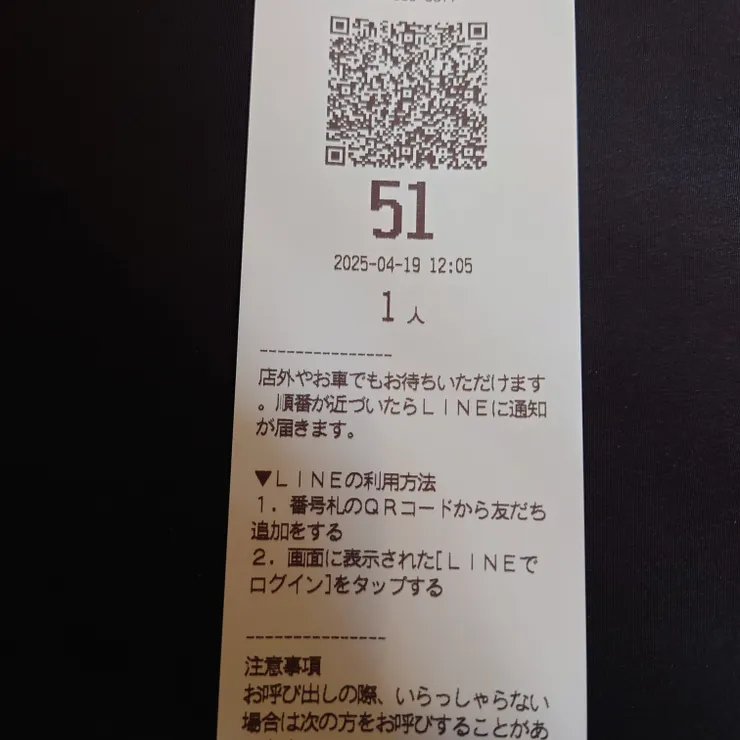 51
2025-04-19 12:05
1 人
---------------
店外やお車でもお待ちいただけます
。順番が近づいたらLINEに通知
が届きます。
▼LINEの利用方法
1. 番号札のQRコードから友だち
追加をする
2. 画面に表示された[LINEで
ログイン]をタップする
---------------
注意事項
お呼び出しの際、いらっしゃらない
場合は次の方をお呼びすることがあ